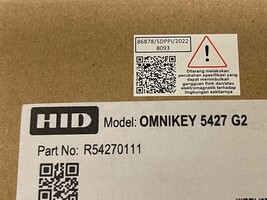 86878/SDPPI/2022
8093
Dilarang melakukan
perubahan spesifikasi yang
dapat menimbulkan
gangguan fisik dan/atau
elektromagnetik terhadap
lingkungan sekitarnya
HID
Model: OMNIKEY 5427 G2
Part No: R54270111